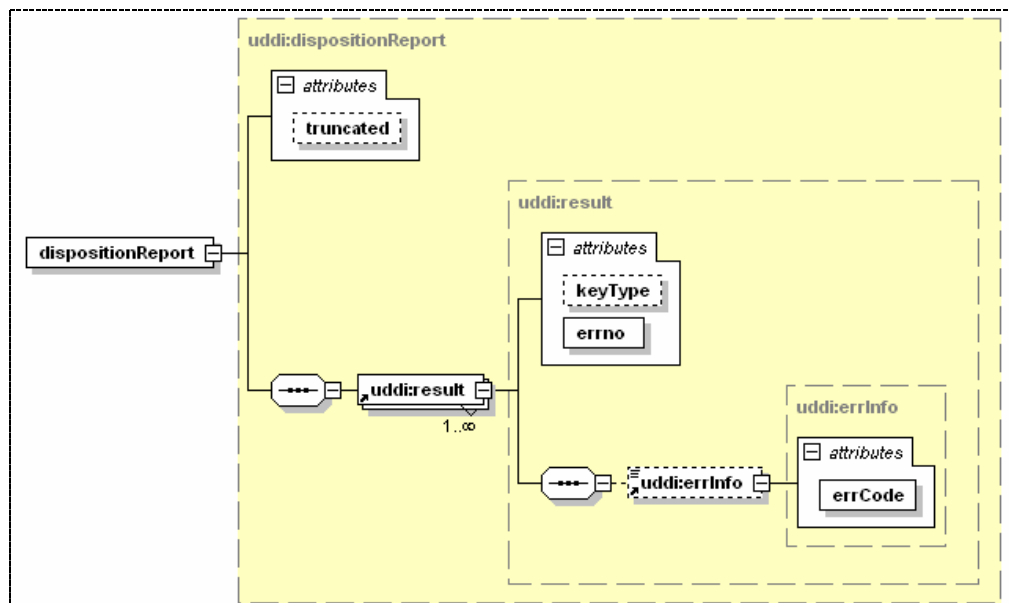 uddi:dispositionReport
attributes
truncated
uddi:result
dispositionReport
attributes
keyType
errno
uddi:result
1..∞
uddi:errInfo
attributes
uddi:errInfo
errCode